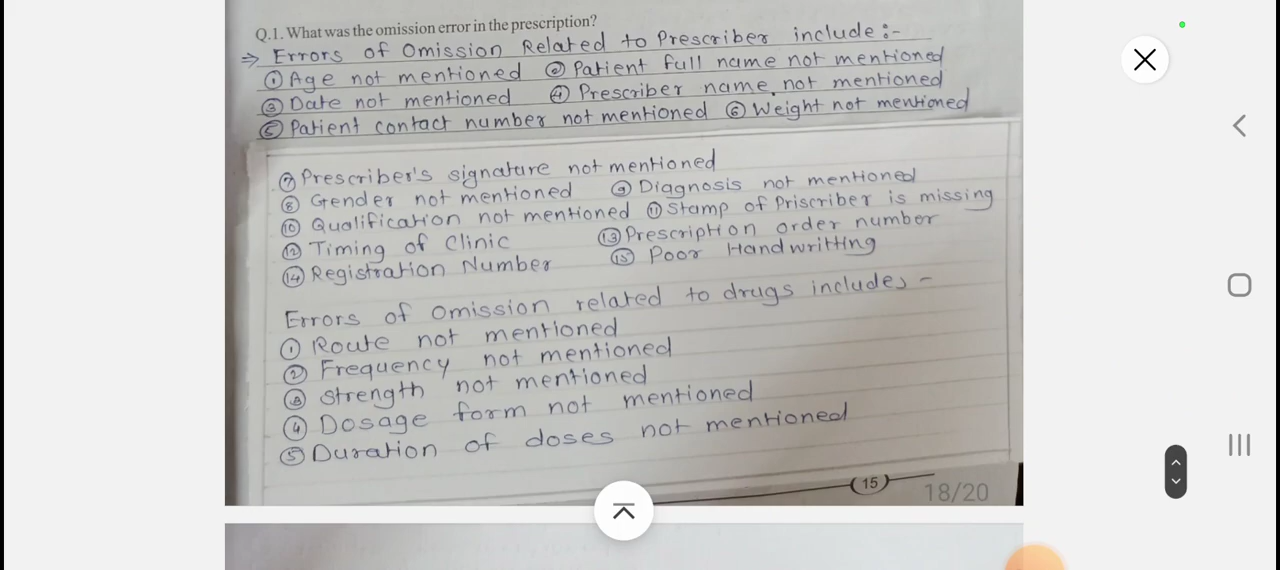 Q.1. What was the omission error in the prescription?
⇒ Errors of Omission Related to Prescriber include:-
① Age not mentioned ② Patient full name not mentioned
③ Date not mentioned ④ Prescriber name not mentioned
⑤ Patient contact number not mentioned ⑥ Weight not mentioned
⑦ Prescriber's signature not mentioned
⑧ Gender not mentioned ⑨ Diagnosis not mentioned
⑩ Qualification not mentioned ⑪ Stamp of Priscriber is missing
⑫ Timing of Clinic ⑬ Prescription order number
⑭ Registration Number ⑮ Poor Handwritting
Errors of omission related to drugs includes -
① Route not mentioned
② Frequency not mentioned
③ Strength not mentioned
④ Dosage form not mentioned
⑤ Duration of doses not mentioned
15
18/20